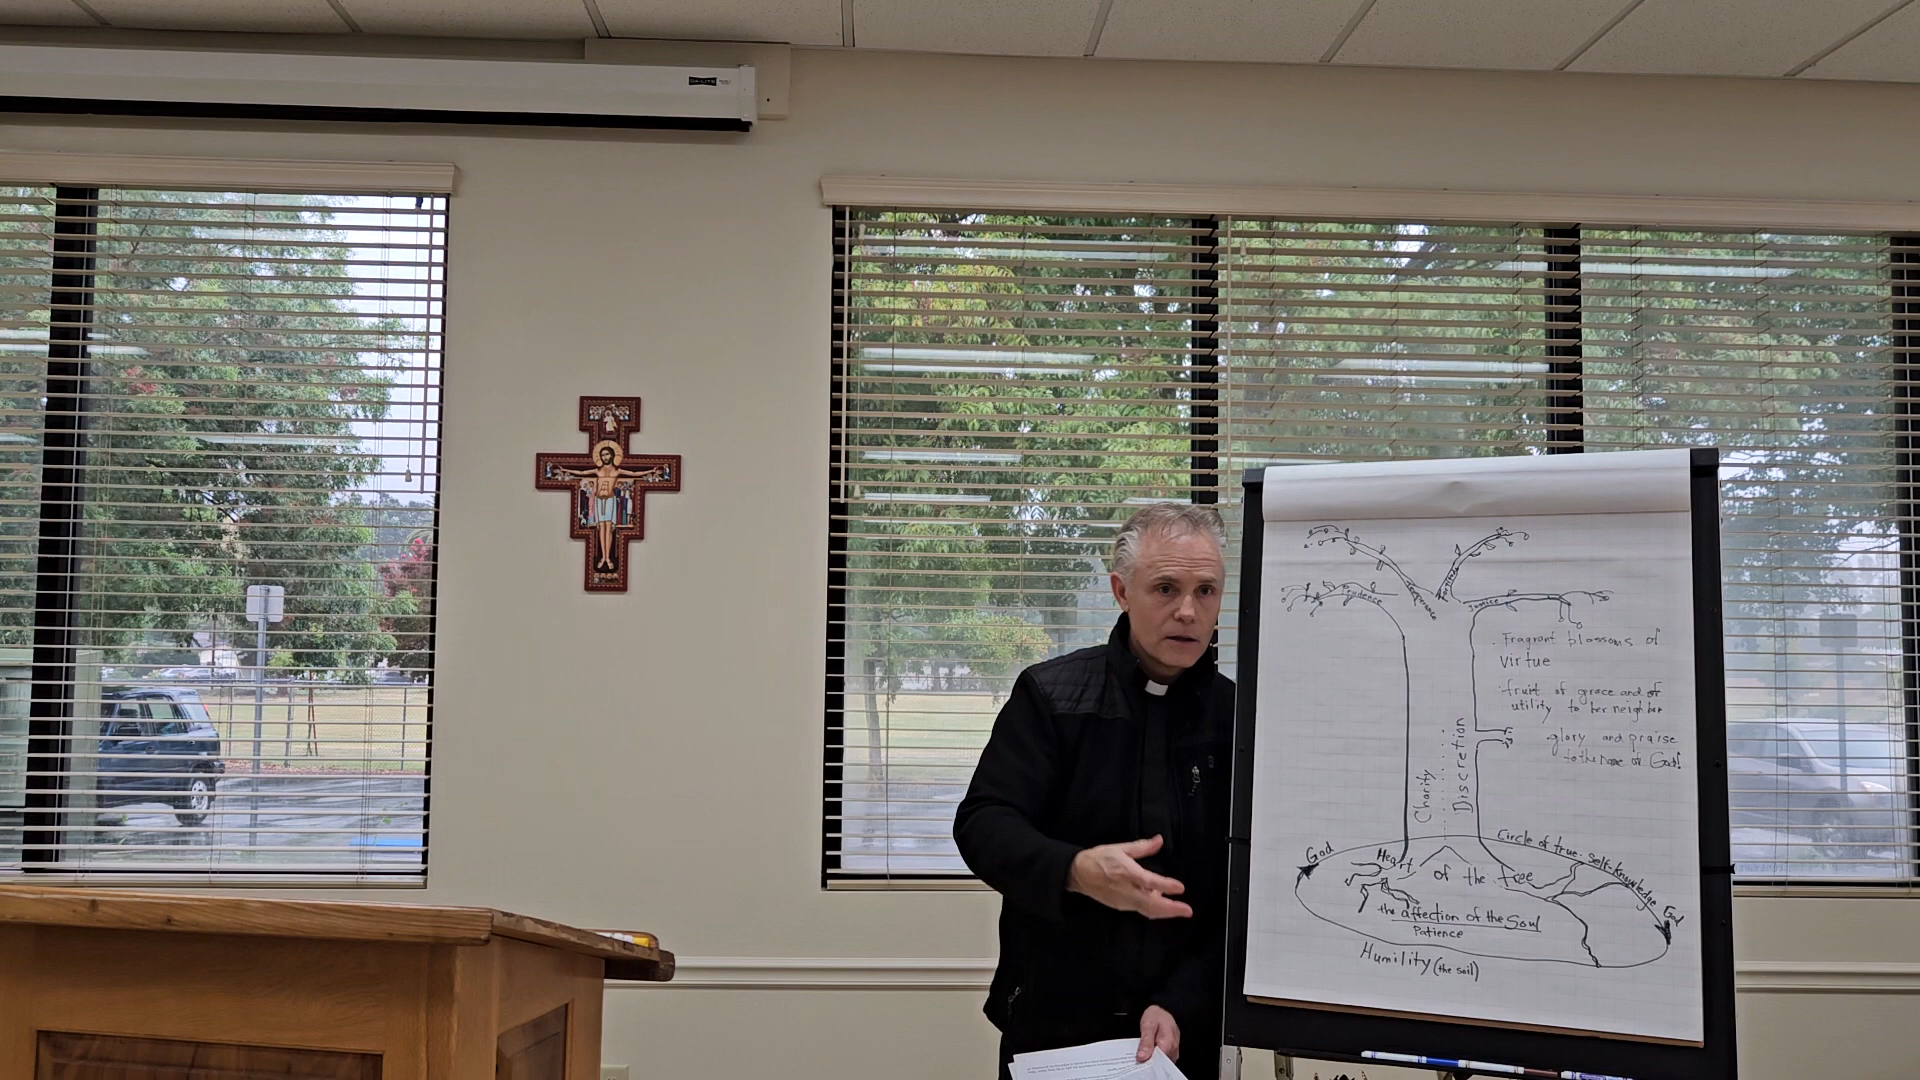 DA-LITE
Prudence
Temperance
Fortitude
Justice
. Fragrant blossoms of
virtue
. fruit of grace and of
utility to her neighbor
. glory and praise
to the name of God!
Charity
Discretion
Circle of true self-knowledge
God
God
Heart
of the tree
the affection of the Soul
Patience
Humility (the soil)